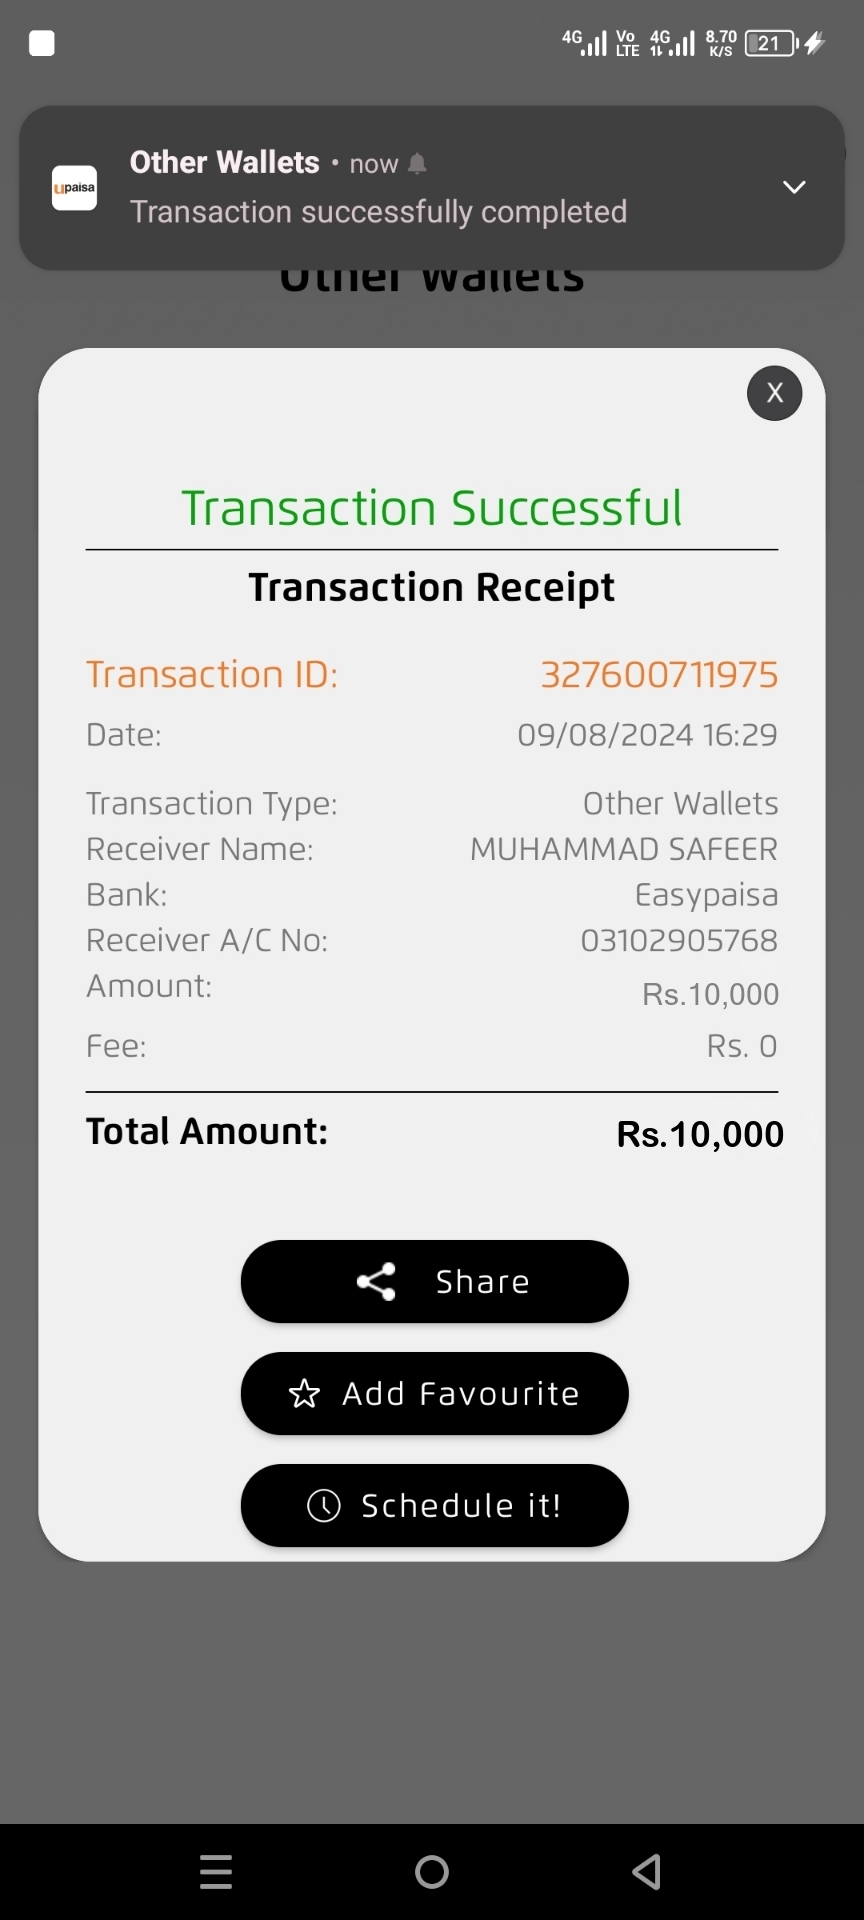 4G Vo LTE 4G 8.70 K/S 21
upaisa
Other Wallets • now
Transaction successfully completed
Other Wallets
X
Transaction Successful
Transaction Receipt
Transaction ID: 327600711975
Date: 09/08/2024 16:29
Transaction Type: Other Wallets
Receiver Name: MUHAMMAD SAFEER
Bank: Easypaisa
Receiver A/C No: 03102905768
Amount: Rs.10,000
Fee: Rs. 0
Total Amount: Rs.10,000
Share
Add Favourite
Schedule it!